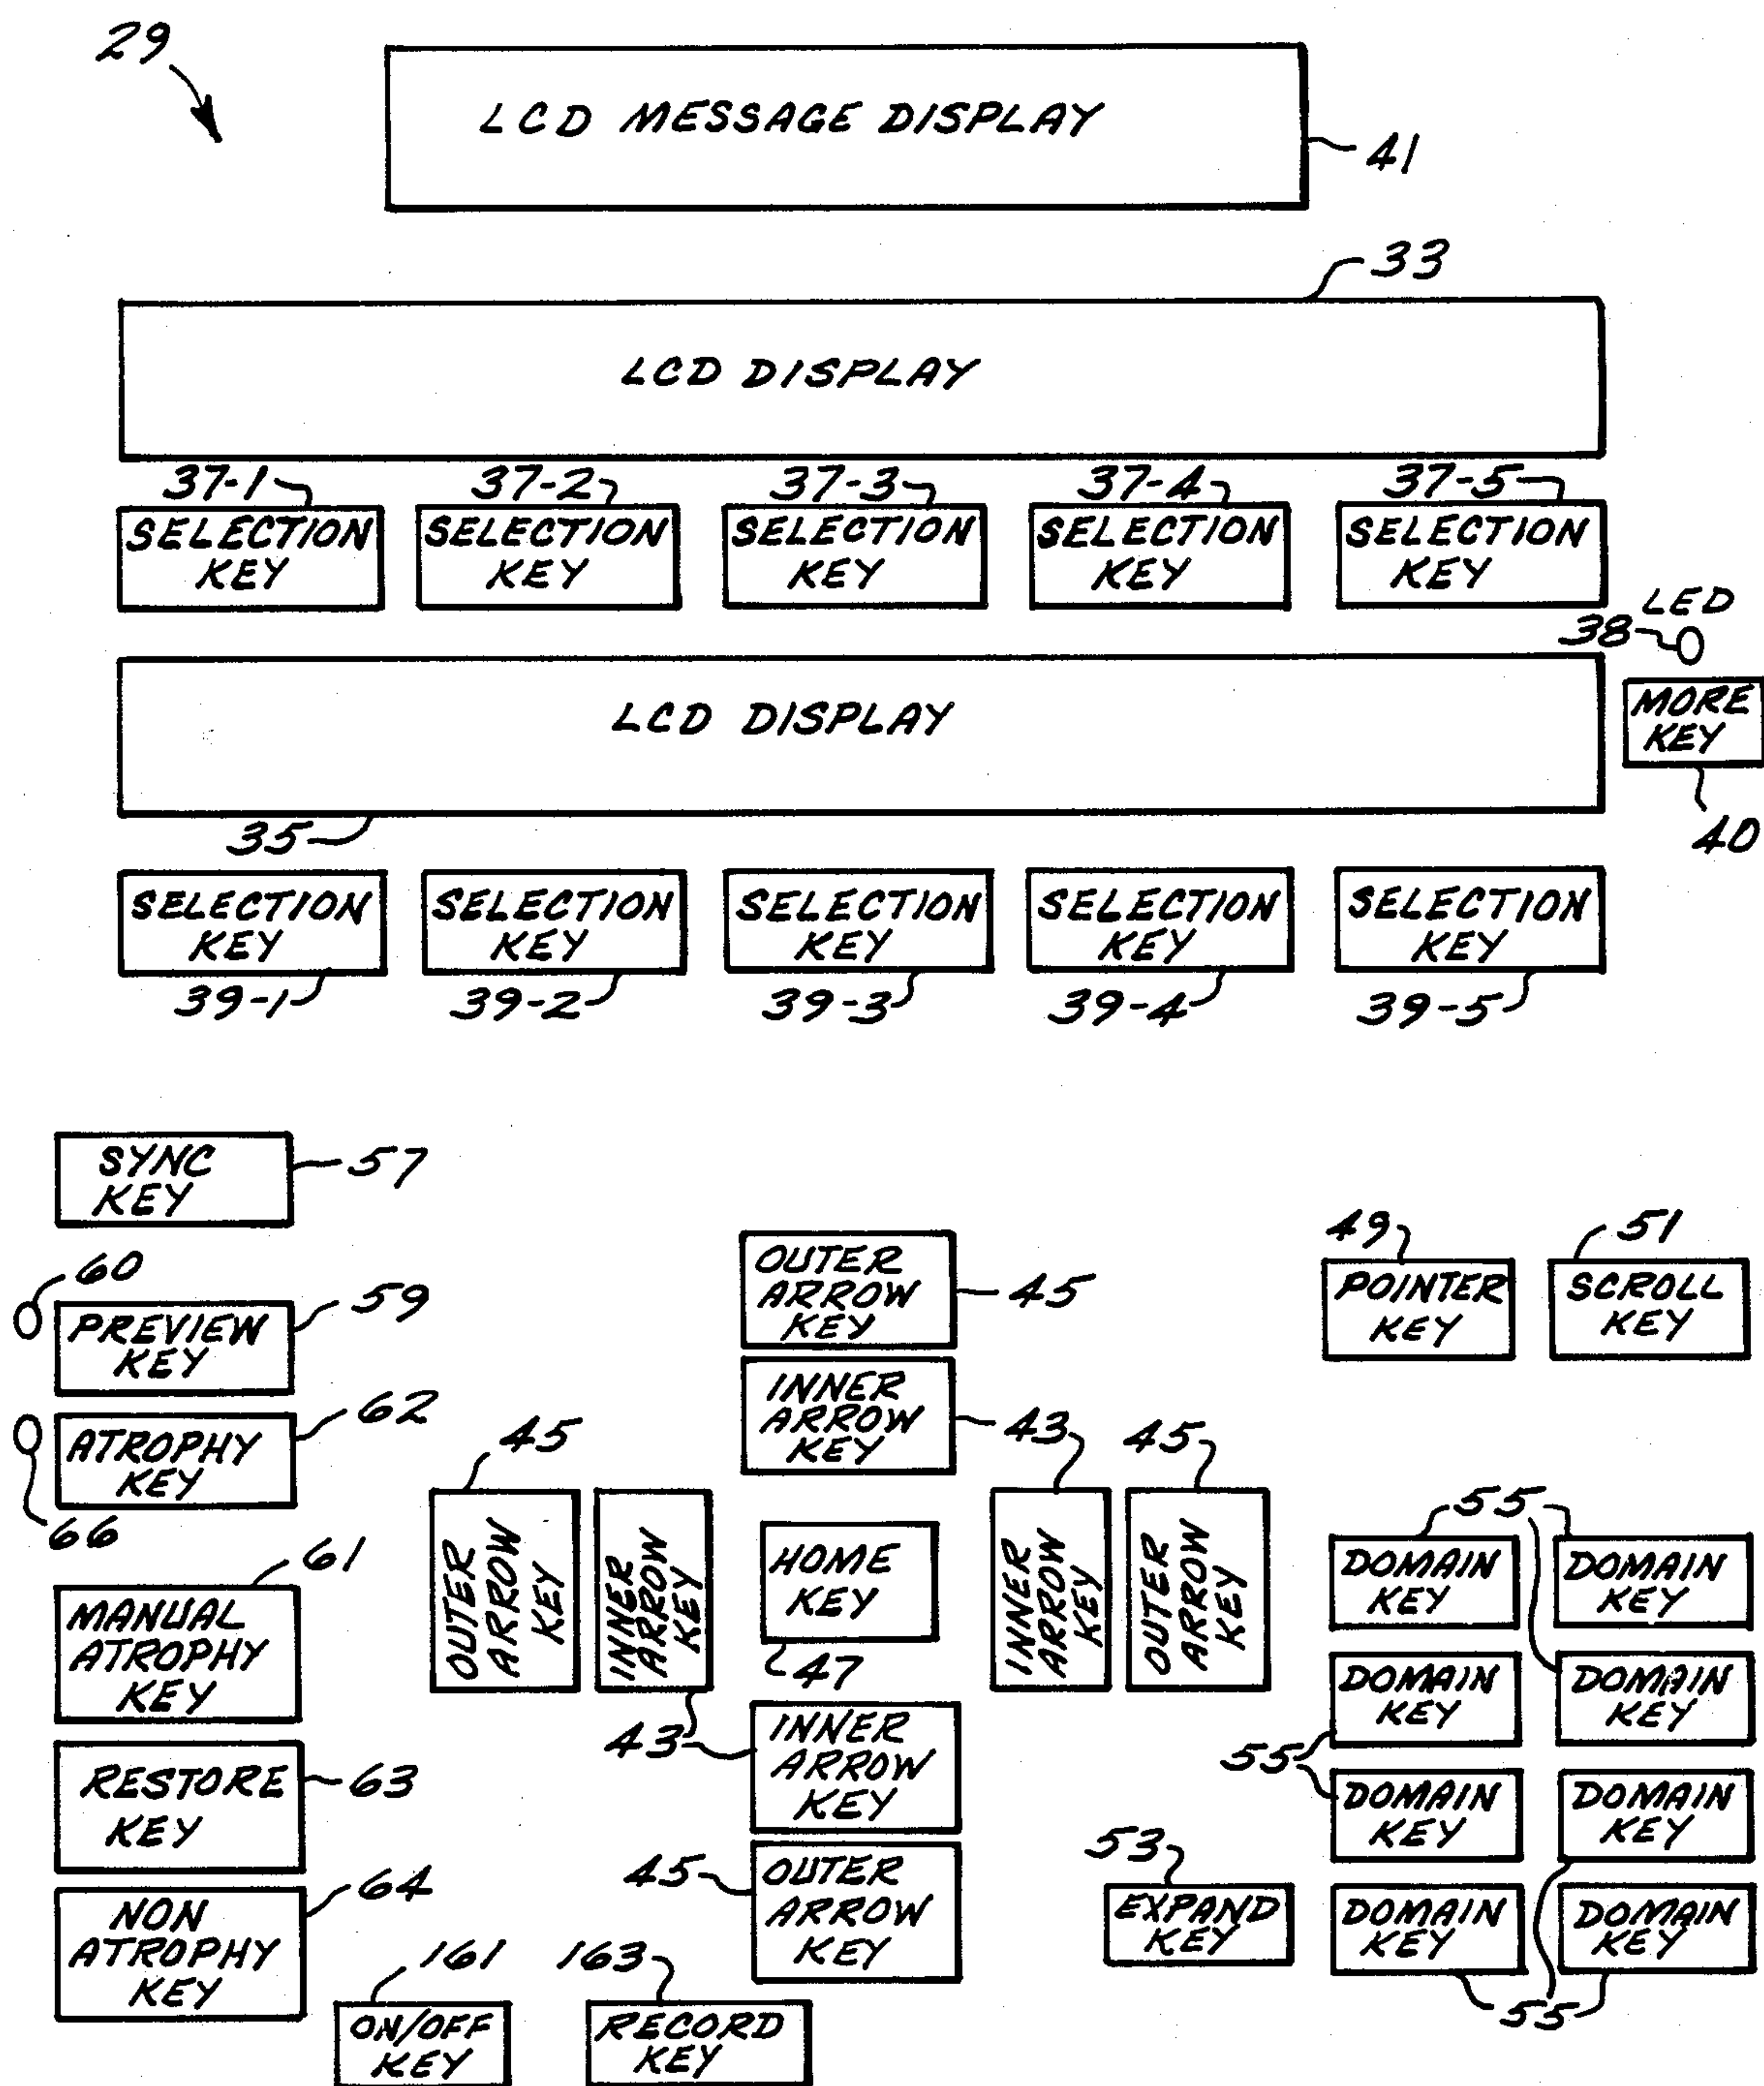 29
LCD MESSAGE DISPLAY
41
33
LCD DISPLAY
37-1 37-2 37-3 37-4 37-5
SELECTION
KEY
SELECTION
KEY
SELECTION
KEY
SELECTION
KEY
SELECTION
KEY
LED
38
LCD DISPLAY
MORE
KEY
40
35
SELECTION
KEY
SELECTION
KEY
SELECTION
KEY
SELECTION
KEY
SELECTION
KEY
39-1 39-2 39-3 39-4 39-5
SYNC
KEY
57
60
PREVIEW
KEY
59
ATROPHY
KEY
62
66
MANUAL
ATROPHY
KEY
61
RESTORE
KEY
63
NON
ATROPHY
KEY
64
161
ON/OFF
KEY
163
RECORD
KEY
OUTER
ARROW
KEY
45
INNER
ARROW
KEY
43
45
OUTER
ARROW
KEY
INNER
ARROW
KEY
43
HOME
KEY
47
43
INNER
ARROW
KEY
45
OUTER
ARROW
KEY
INNER
ARROW
KEY
45
OUTER
ARROW
KEY
49
POINTER
KEY
51
SCROLL
KEY
55
DOMAIN
KEY
DOMAIN
KEY
DOMAIN
KEY
DOMAIN
KEY
55
DOMAIN
KEY
DOMAIN
KEY
53
EXPAND
KEY
DOMAIN
KEY
DOMAIN
KEY
55